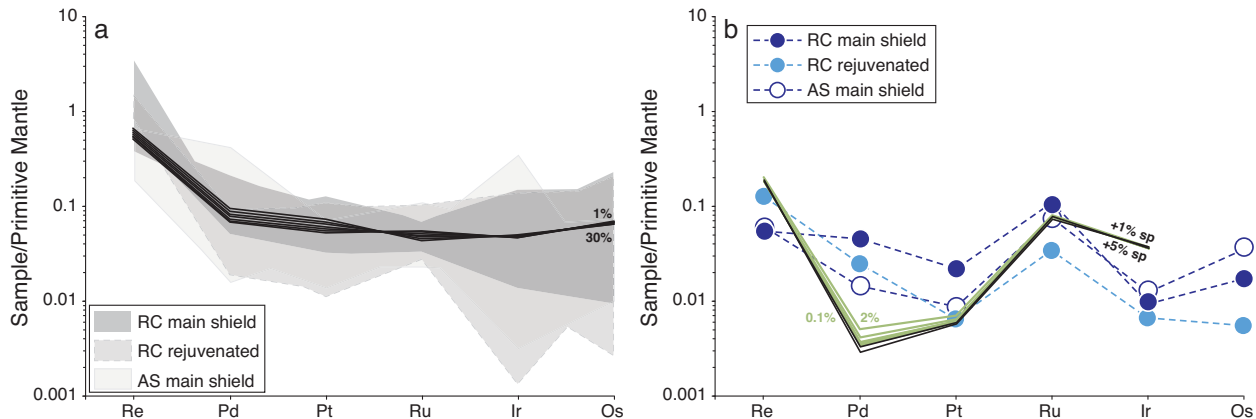 a
Sample/Primitive Mantle
10
1
0.1
0.01
0.001
1%
30%
RC main shield
RC rejuvenated
AS main shield
Re Pd Pt Ru Ir Os
b
Sample/Primitive Mantle
10
1
0.1
0.01
0.001
RC main shield
RC rejuvenated
AS main shield
+1% sp
+5% sp
0.1% 2%
Re Pd Pt Ru Ir Os